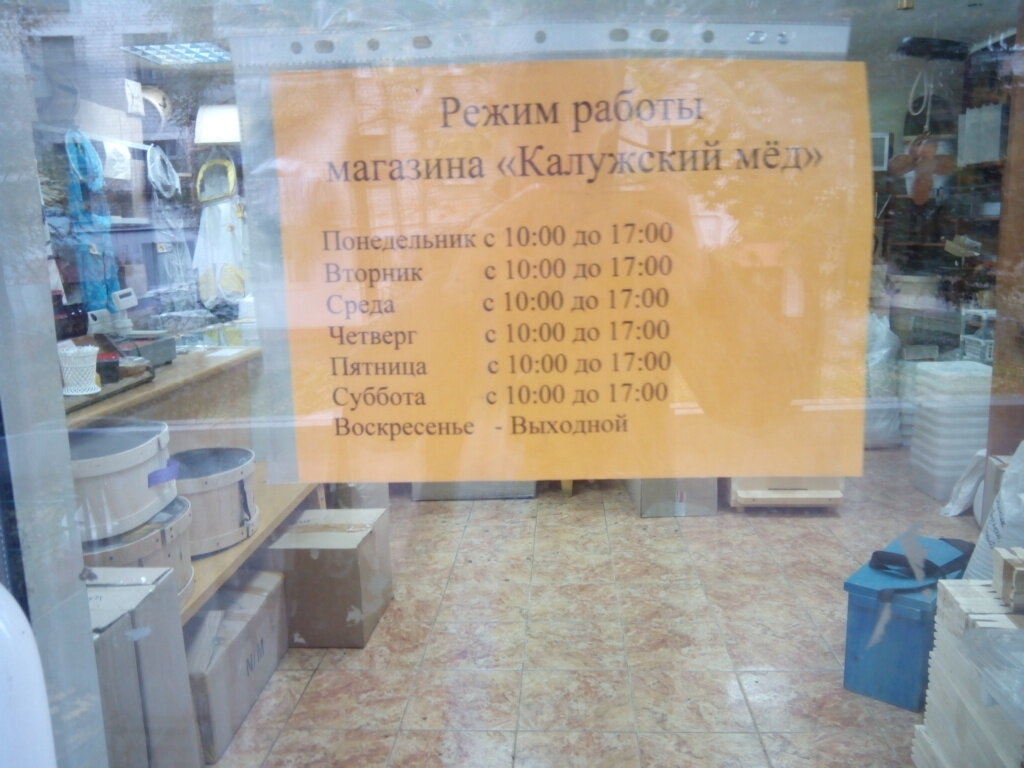 Режим работы
магазина «Калужский мёд»
Понедельник с 10:00 до 17:00
Вторник с 10:00 до 17:00
Среда с 10:00 до 17:00
Четверг с 10:00 до 17:00
Пятница с 10:00 до 17:00
Суббота с 10:00 до 17:00
Воскресенье - Выходной